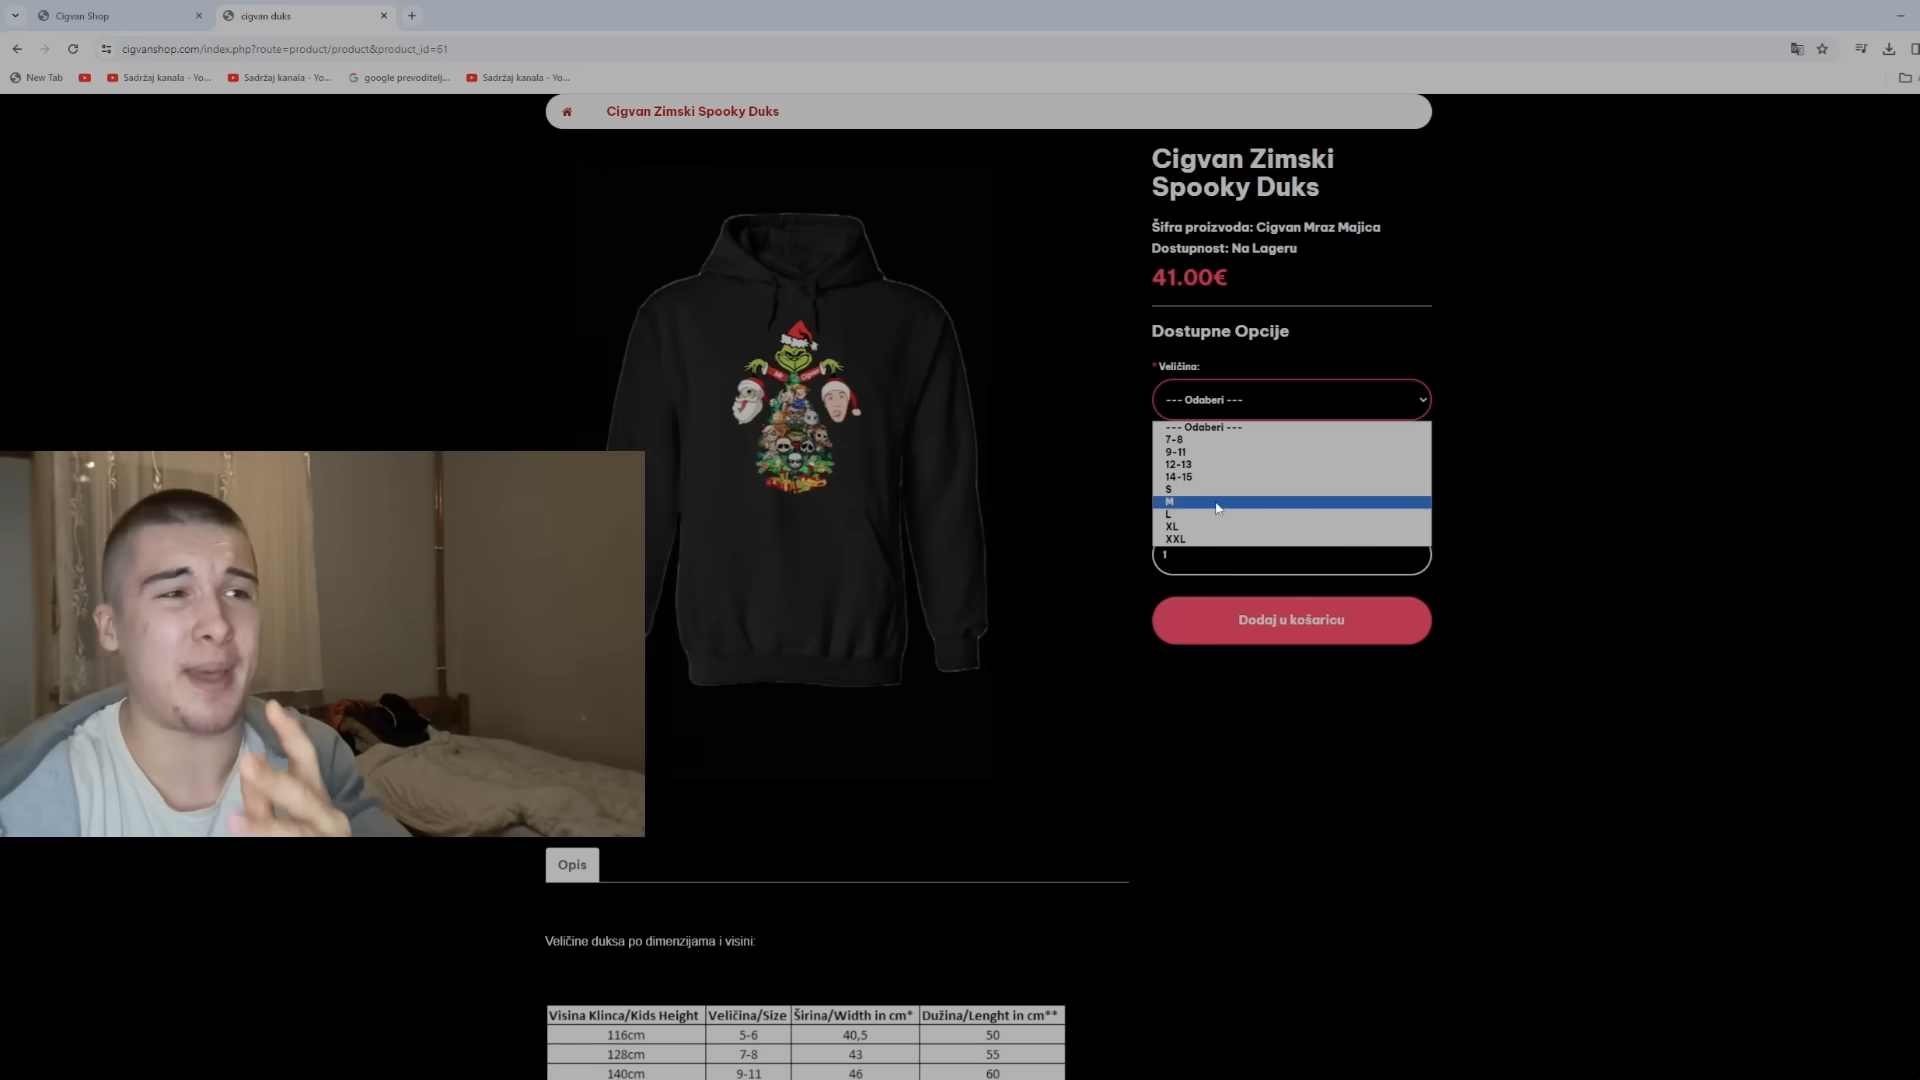 Cigvan Shop
cigvan duks
cigvanshop.com/index.php?route=product/product&product_id=61
New Tab
Sadržaj kanala - Yo...
Sadržaj kanala - Yo...
google prevoditelj...
Sadržaj kanala - Yo...
Cigvan Zimski Spooky Duks
Cigvan Zimski
Spooky Duks
Šifra proizvoda: Cigvan Mraz Majica
Dostupnost: Na Lageru
41.00€
Dostupne Opcije
* Veličina:
--- Odaberi ---
--- Odaberi ---
7-8
9-11
12-13
14-15
S
M
L
XL
XXL
1
Dodaj u košaricu
Mr Cigvan
Opis
Veličine duksa po dimenzijama i visini:
Visina Klinca/Kids Height Veličina/Size Širina/Width in cm* Dužina/Lenght in cm**
116cm 5-6 40,5 50
128cm 7-8 43 55
140cm 9-11 46 60